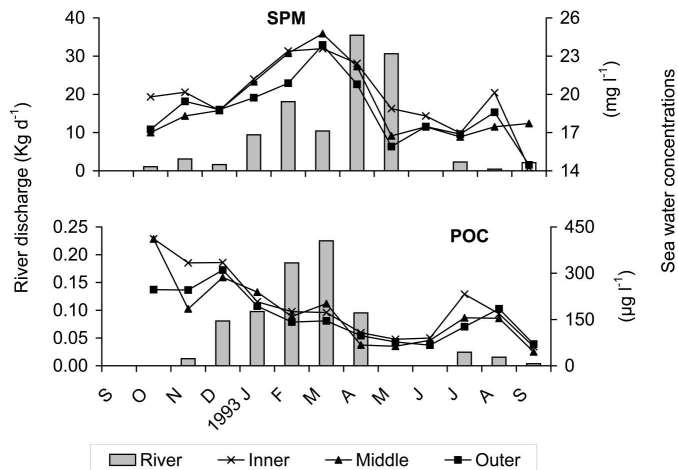 SPM
40
30
20
10
0
26
23
20
17
14
(mg l⁻¹)
River discharge (Kg d⁻¹)
Sea water concentrations
POC
0.25
0.20
0.15
0.10
0.05
0.00
450
300
150
0
(µg l⁻¹)
S O N D 1993 J F M A M J J A S
River Inner Middle Outer